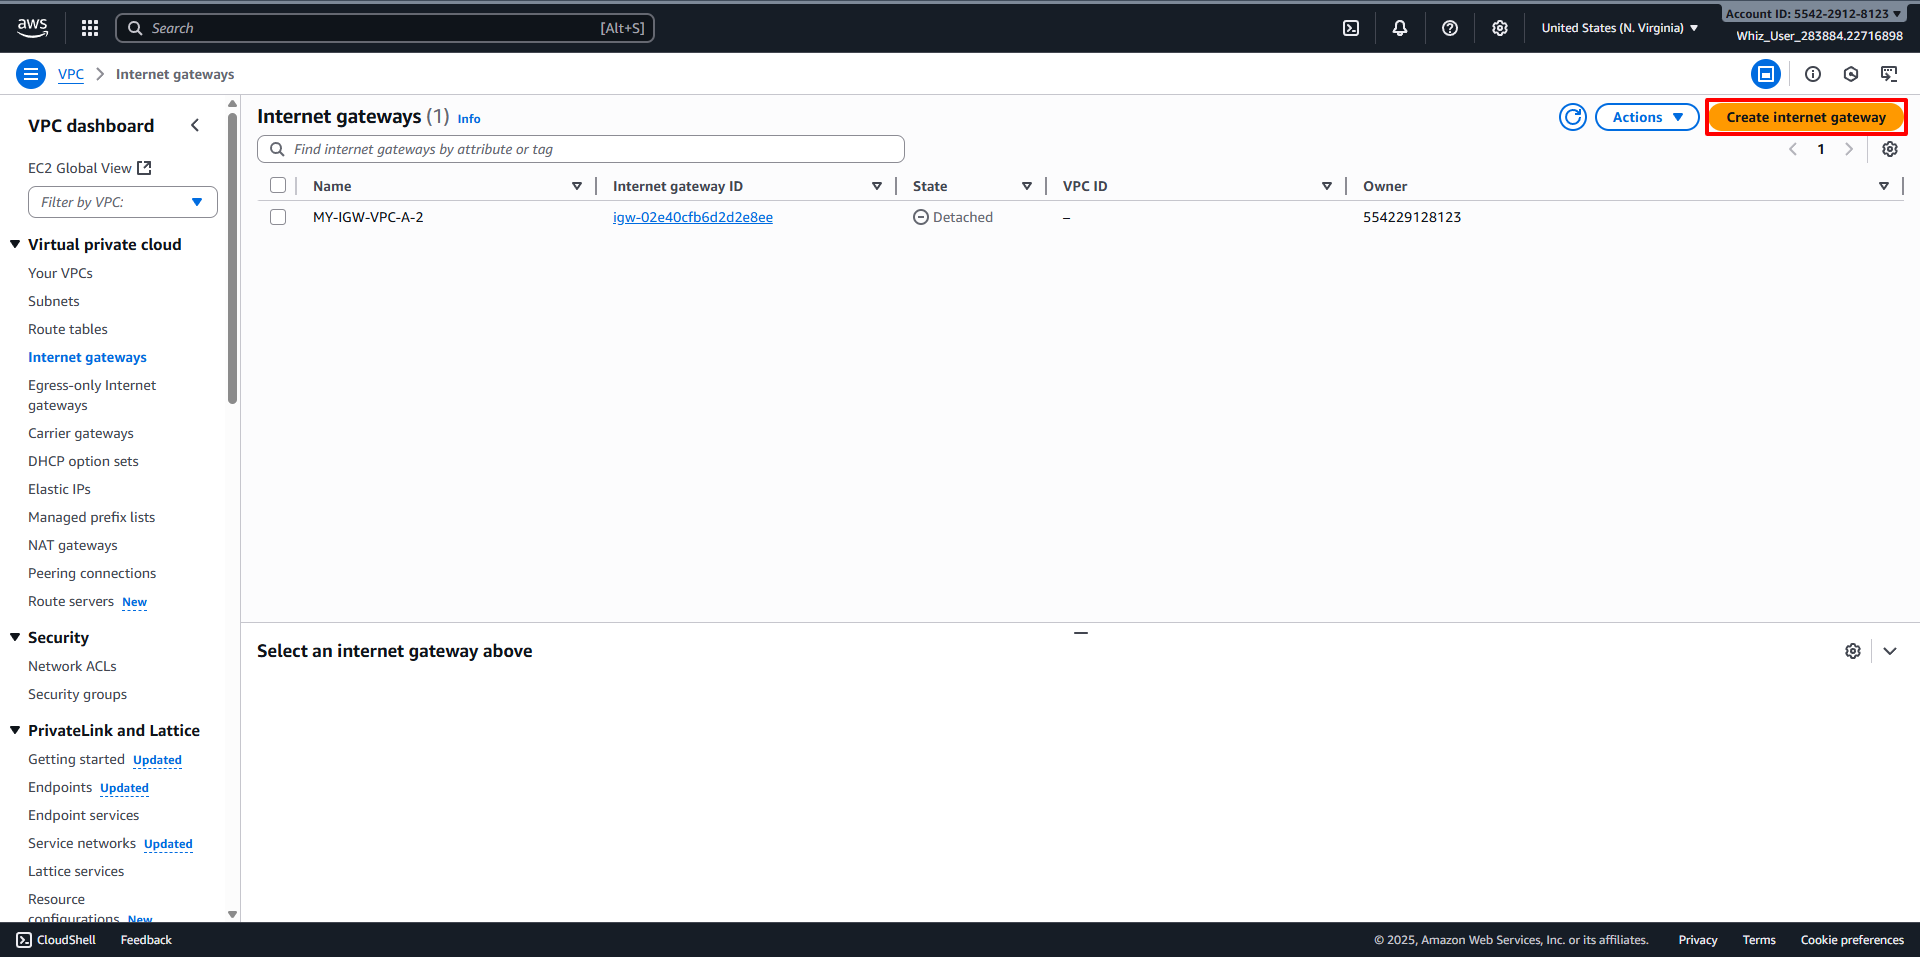 aws
Search [Alt+S]
United States (N. Virginia)
Account ID: 5542-2912-8123
Whiz_User_283884.22716898
VPC Internet gateways
VPC dashboard
EC2 Global View
Filter by VPC:
Virtual private cloud
Your VPCs
Subnets
Route tables
Internet gateways
Egress-only Internet
gateways
Carrier gateways
DHCP option sets
Elastic IPs
Managed prefix lists
NAT gateways
Peering connections
Route servers New
Security
Network ACLs
Security groups
PrivateLink and Lattice
Getting started Updated
Endpoints Updated
Endpoint services
Service networks Updated
Lattice services
Resource
configurations New
Internet gateways (1) Info
Actions
Create internet gateway
Find internet gateways by attribute or tag
1
Name Internet gateway ID State VPC ID Owner
MY-IGW-VPC-A-2 igw-02e40cfb6d2d2e8ee Detached – 554229128123
Select an internet gateway above
CloudShell Feedback
© 2025, Amazon Web Services, Inc. or its affiliates. Privacy Terms Cookie preferences